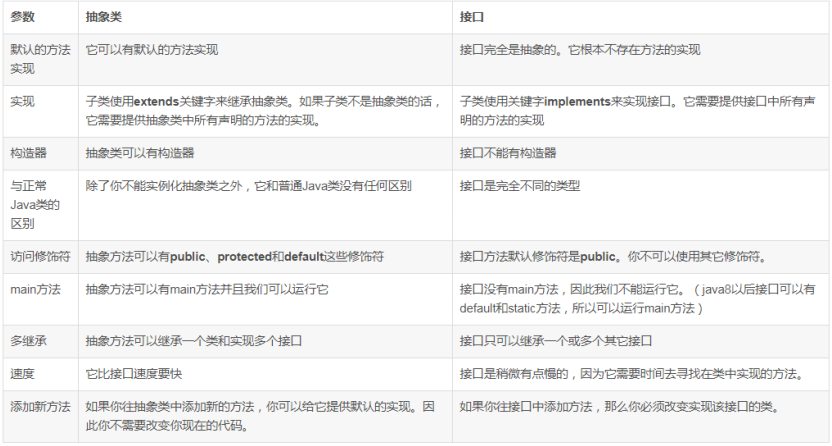 参数 抽象类 接口
默认的方法 它可以有默认的方法实现 接口完全是抽象的。它根本不存在方法的实现
实现
实现 子类使用extends关键字来继承抽象类。如果子类不是抽象类的话， 子类使用关键字implements来实现接口。它需要提供接口中所有声
它需要提供抽象类中所有声明的方法的实现。 明的方法的实现
构造器 抽象类可以有构造器 接口不能有构造器
与正常 除了你不能实例化抽象类之外，它和普通Java类没有任何区别 接口是完全不同的类型
Java类的
区别
访问修饰符 抽象方法可以有public、protected和default这些修饰符 接口方法默认修饰符是public。你不可以使用其它修饰符。
main方法 抽象方法可以有main方法并且我们可以运行它 接口没有main方法，因此我们不能运行它。（java8以后接口可以有
default和static方法，所以可以运行main方法）
多继承 抽象方法可以继承一个类和实现多个接口 接口只可以继承一个或多个其它接口
速度 它比接口速度要快 接口是稍微有点慢的，因为它需要时间去寻找在类中实现的方法。
添加新方法 如果你往抽象类中添加新的方法，你可以给它提供默认的实现。因 如果你往接口中添加方法，那么你必须改变实现该接口的类。
此你不需要改变你现在的代码。